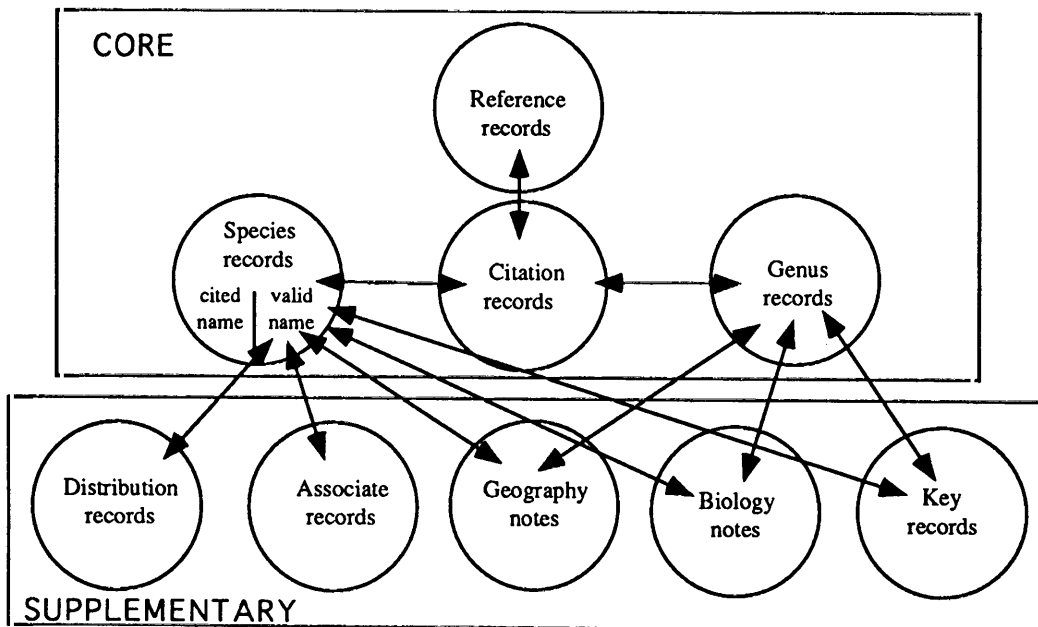 CORE
Reference
records
Species
records
cited
name
valid
name
Citation
records
Genus
records
Distribution
records
Associate
records
Geography
notes
Biology
notes
Key
records
SUPPLEMENTARY